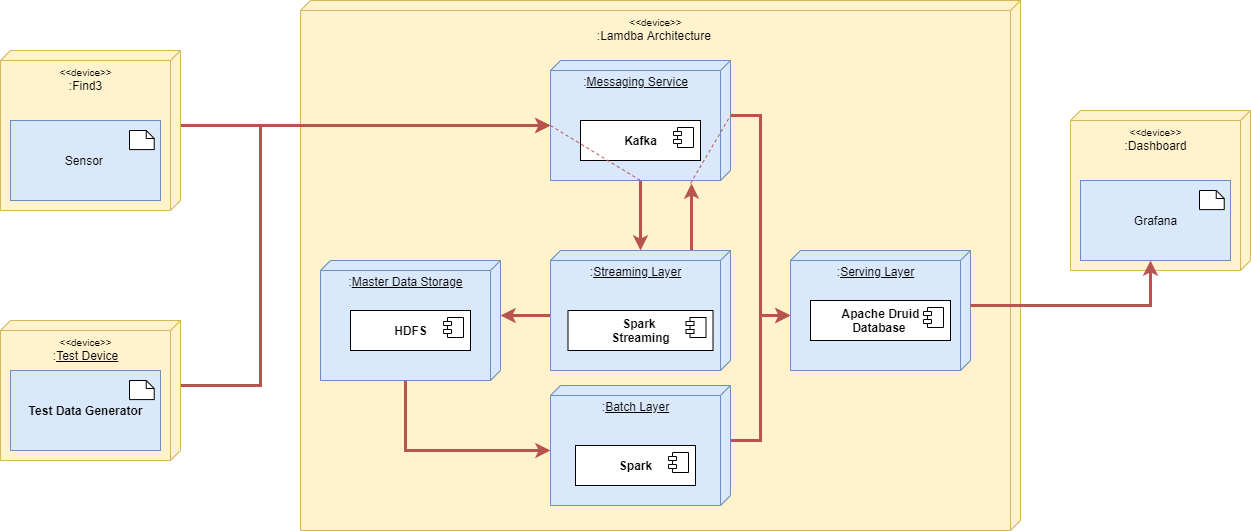 <<device>>
:Lamdba Architecture
<<device>>
:Find3
Sensor
:Messaging Service
Kafka
<<device>>
:Dashboard
Grafana
:Master Data Storage
HDFS
:Streaming Layer
Spark
Streaming
:Serving Layer
Apache Druid
Database
<<device>>
:Test Device
Test Data Generator
:Batch Layer
Spark